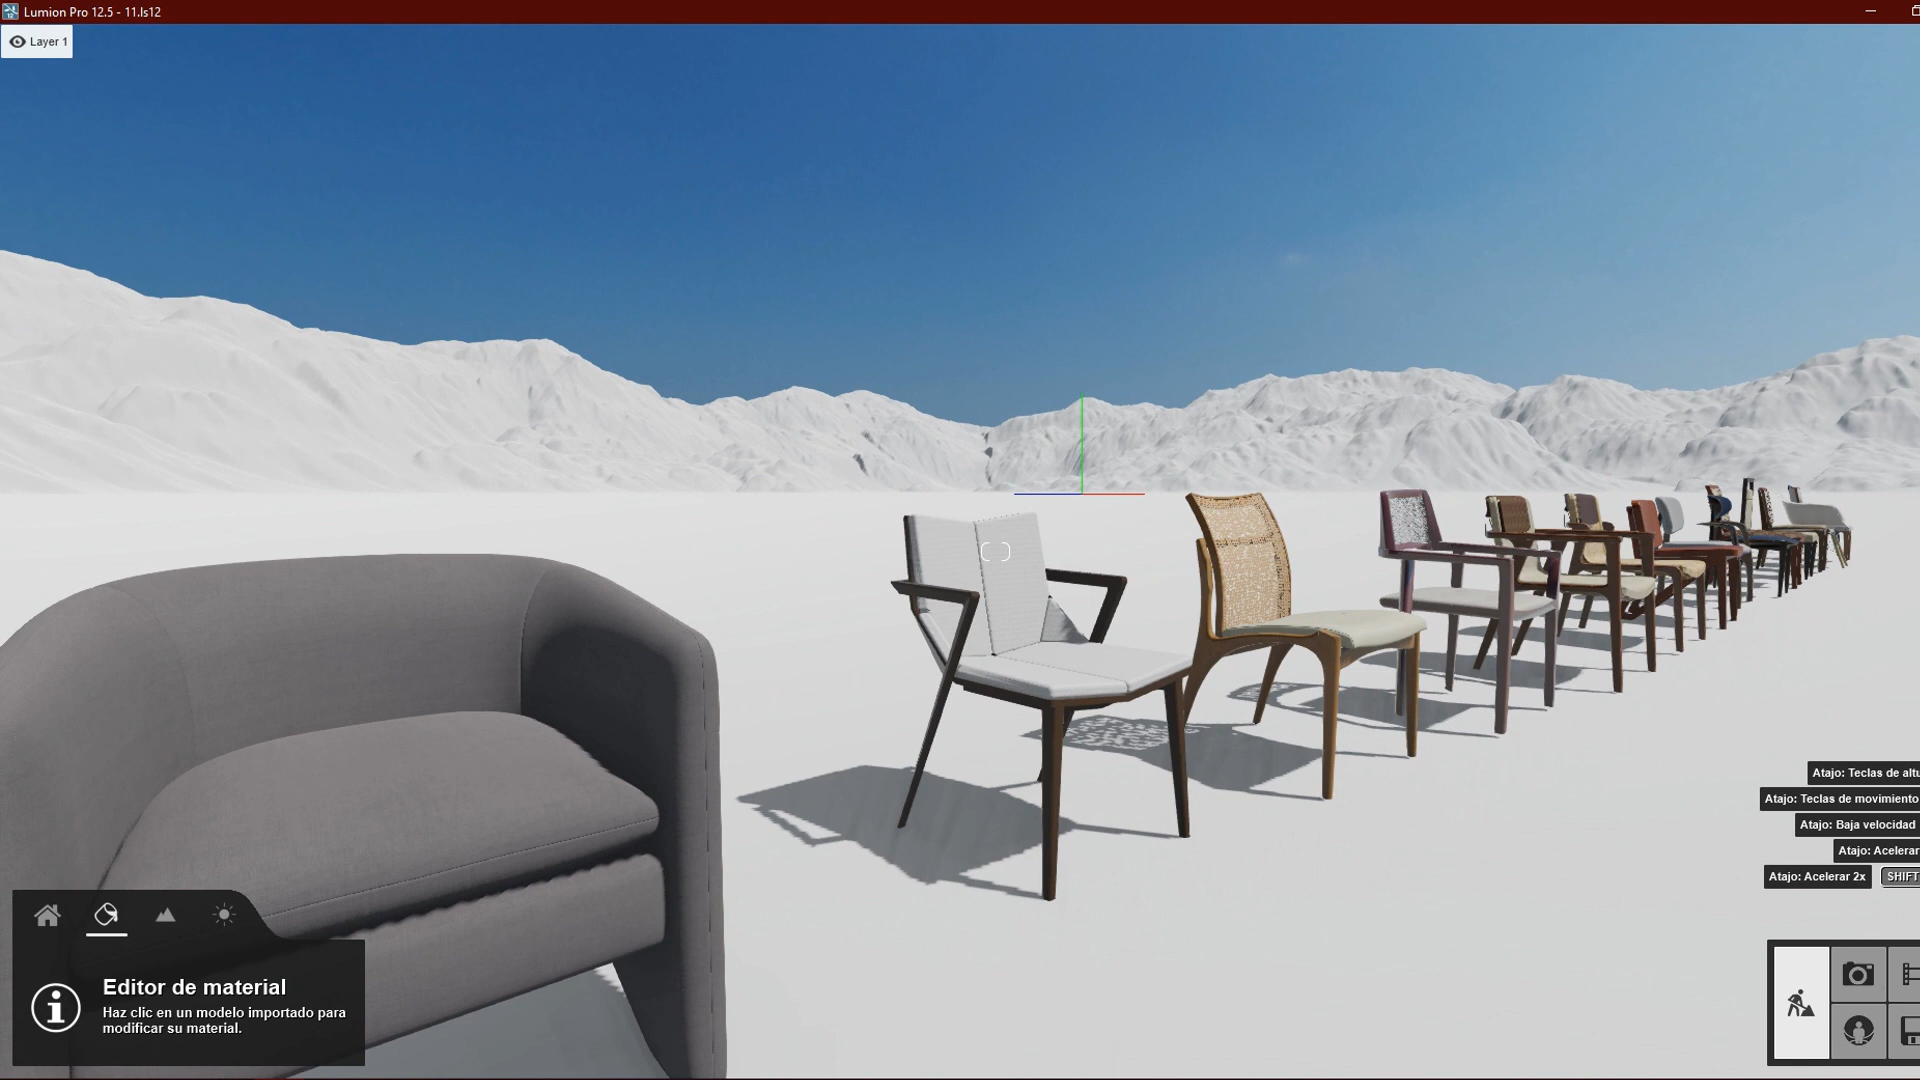 Lumion Pro 12.5 - 11.ls12
Layer 1
Atajo: Teclas de
Atajo: Teclas de movimiento
Atajo: Baja velocidad
Atajo: Acelerar
Atajo: Acelerar 2x SHIFT
Editor de material
Haz clic en un modelo importado para
modificar su material.